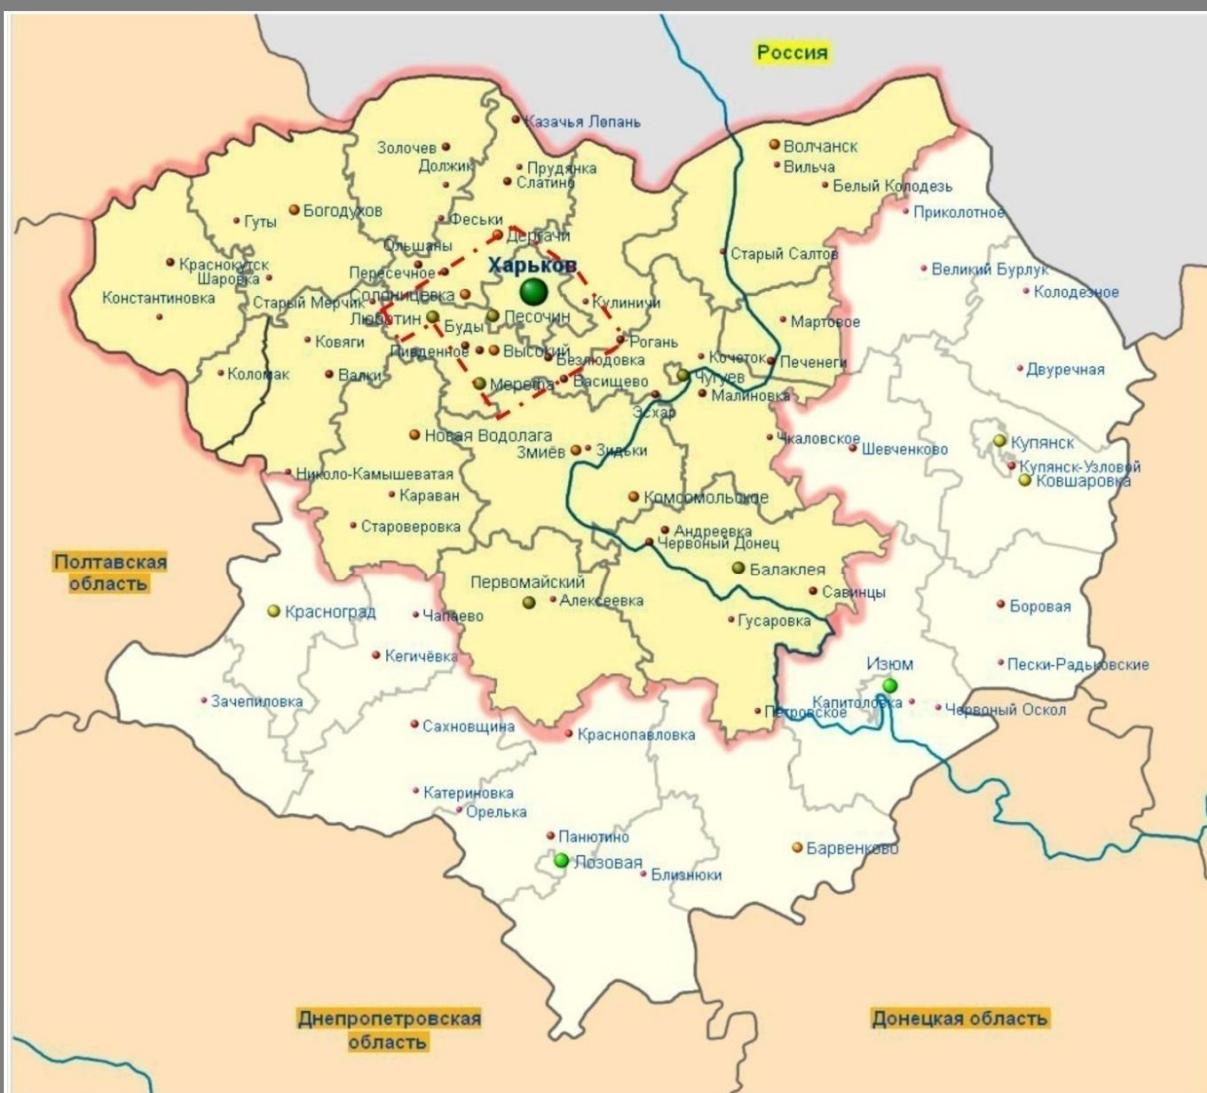 Россия
Казачья Лопань
Золочев
Волчанск
Должик
Прудянка
Вильча
Слатино
Белый Колодезь
Богодухов
Приколотное
Гуты
Феськи
Дергачи
Ольшаны
Старый Салтов
Краснокутск
Харьков
Пересечное
Великий Бурлук
Шаровка
Колодезное
Константиновка
Старый Мерчик
Солоницевка
Кулиничи
Люботин
Песочин
Мартовое
Буды
Ковяги
Рогань
Пивденное
Высокий
Безлюдовка
Кочеток
Печенеги
Коломак
Валки
Двуречная
Мерефа
Васищево
Чугуев
Малиновка
Эсхар
Новая Водолага
Чкаловское
Купянск
Змиёв
Зидьки
Шевченково
Купянск-Узловой
Николо-Камышеватая
Ковшаровка
Караван
Комсомольское
Староверовка
Андреевка
Червоный Донец
Полтавская
область
Балаклея
Первомайский
Алексеевка
Савинцы
Красноград
Чапаево
Гусаровка
Боровая
Кегичёвка
Изюм
Пески-Радьковские
Зачепиловка
Капитоловка
Червоный Оскол
Петровское
Сахновщина
Краснопавловка
Катериновка
Орелька
Панютино
Барвенково
Лозовая
Близнюки
Днепропетровская
область
Донецкая область